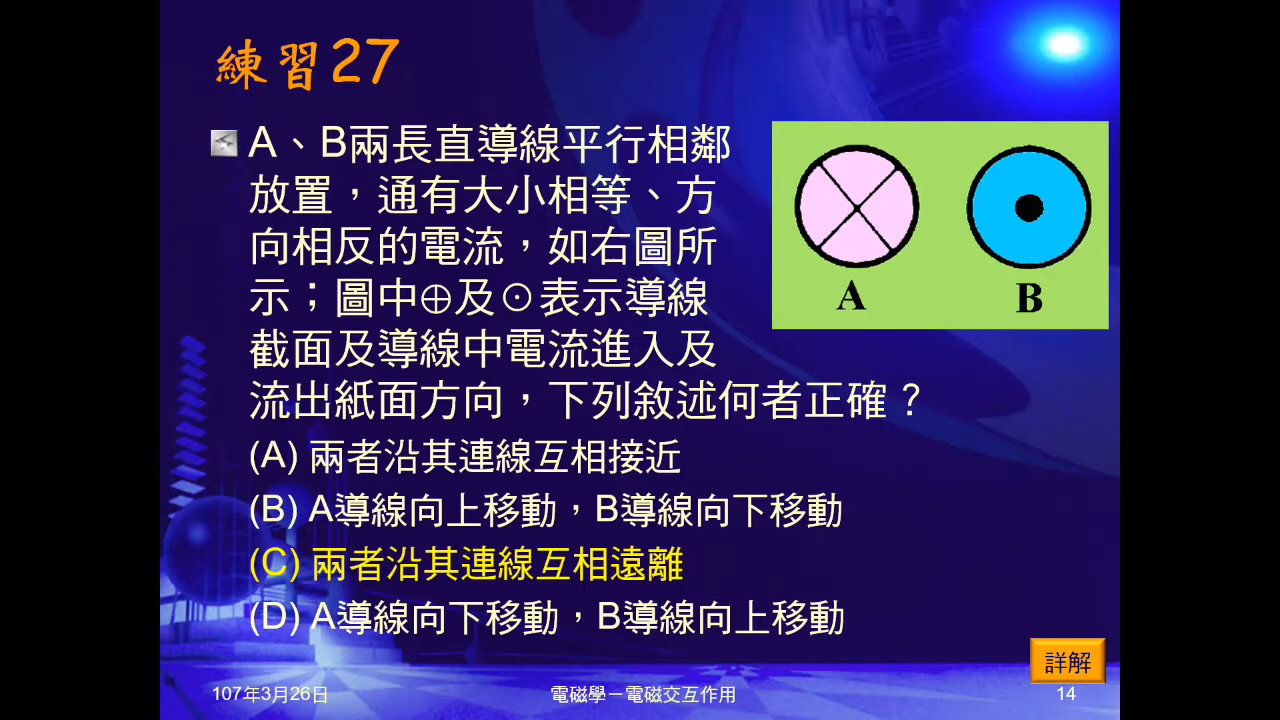 練習27
A、B兩長直導線平行相鄰
放置，通有大小相等、方
向相反的電流，如右圖所
示；圖中⊕及⊙表示導線
截面及導線中電流進入及
流出紙面方向，下列敘述何者正確？
A B
(A) 兩者沿其連線互相接近
(B) A導線向上移動，B導線向下移動
(C) 兩者沿其連線互相遠離
(D) A導線向下移動，B導線向上移動
詳解
107年3月26日 電磁學－電磁交互作用 14